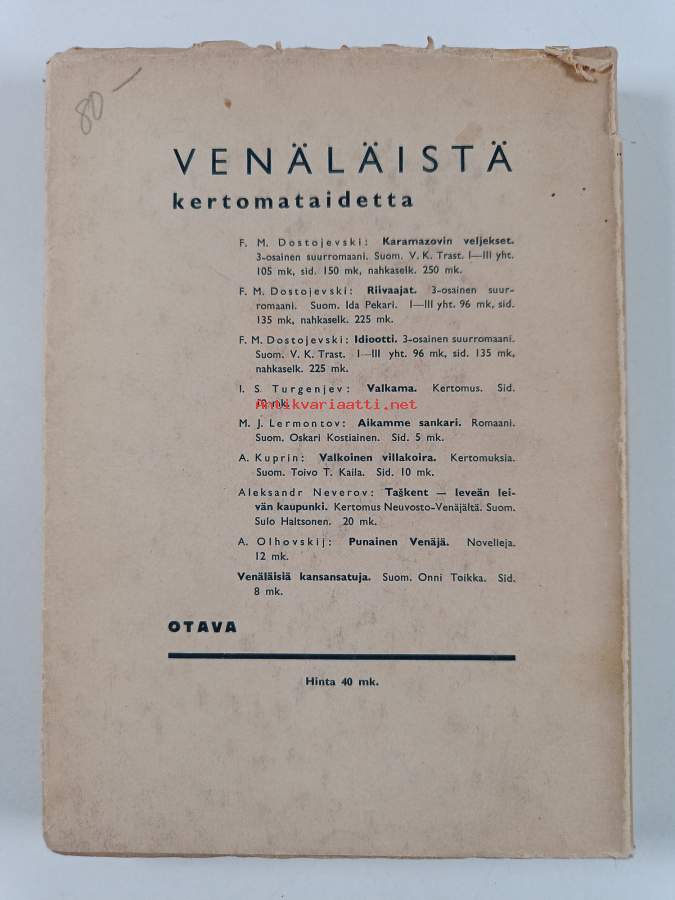 80 —
VENÄLÄISTÄ
kertomataidetta
F. M. Dostojevski: Karamazovin veljekset.
3-osainen suurromaani. Suom. V. K. Trast. I—III yht.
105 mk, sid. 150 mk, nahkaselk. 250 mk.
F. M. Dostojevski: Riivaajat. 3-osainen suur-
romaani. Suom. Ida Pekari. I—III yht. 96 mk, sid.
135 mk, nahkaselk. 225 mk.
F. M. Dostojevski: Idiootti. 3-osainen suurromaani.
Suom. V. K. Trast. I—III yht. 96 mk, sid. 135 mk,
nahkaselk. 225 mk.
I. S. Turgenjev: Valkama. Kertomus. Sid.
mk.
Antikvariaatti.net
M. J. Lermontov: Aikamme sankari. Romaani.
Suom. Oskari Kostiainen. Sid. 5 mk.
A. Kuprin: Valkoinen villakoira. Kertomuksia.
Suom. Toivo T. Kaila. Sid. 10 mk.
Aleksandr Neverov: Taškent — leveän lei-
vän kaupunki. Kertomus Neuvosto-Venäjältä. Suom.
Sulo Haltsonen. 20 mk.
A. Olhovskij: Punainen Venäjä. Novelleja.
12 mk.
Venäläisiä kansansatuja. Suom. Onni Toikka. Sid.
8 mk.
OTAVA
Hinta 40 mk.